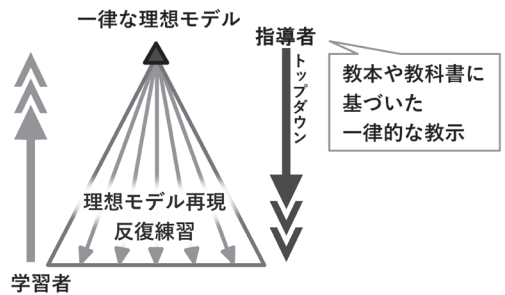 一律な理想モデル
指導者
トップダウン
教本や教科書に
基づいた
一律的な教示
理想モデル再現
反復練習
学習者